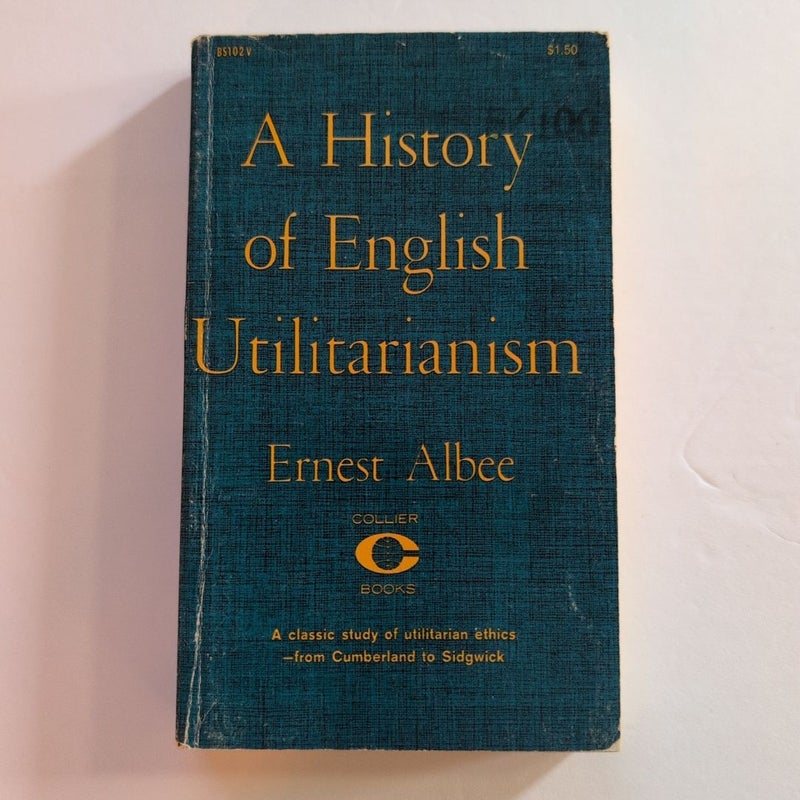 BS102V
$1.50
A History
of English
Utilitarianism
Ernest Albee
COLLIER
BOOKS
A classic study of utilitarian ethics
—from Cumberland to Sidgwick